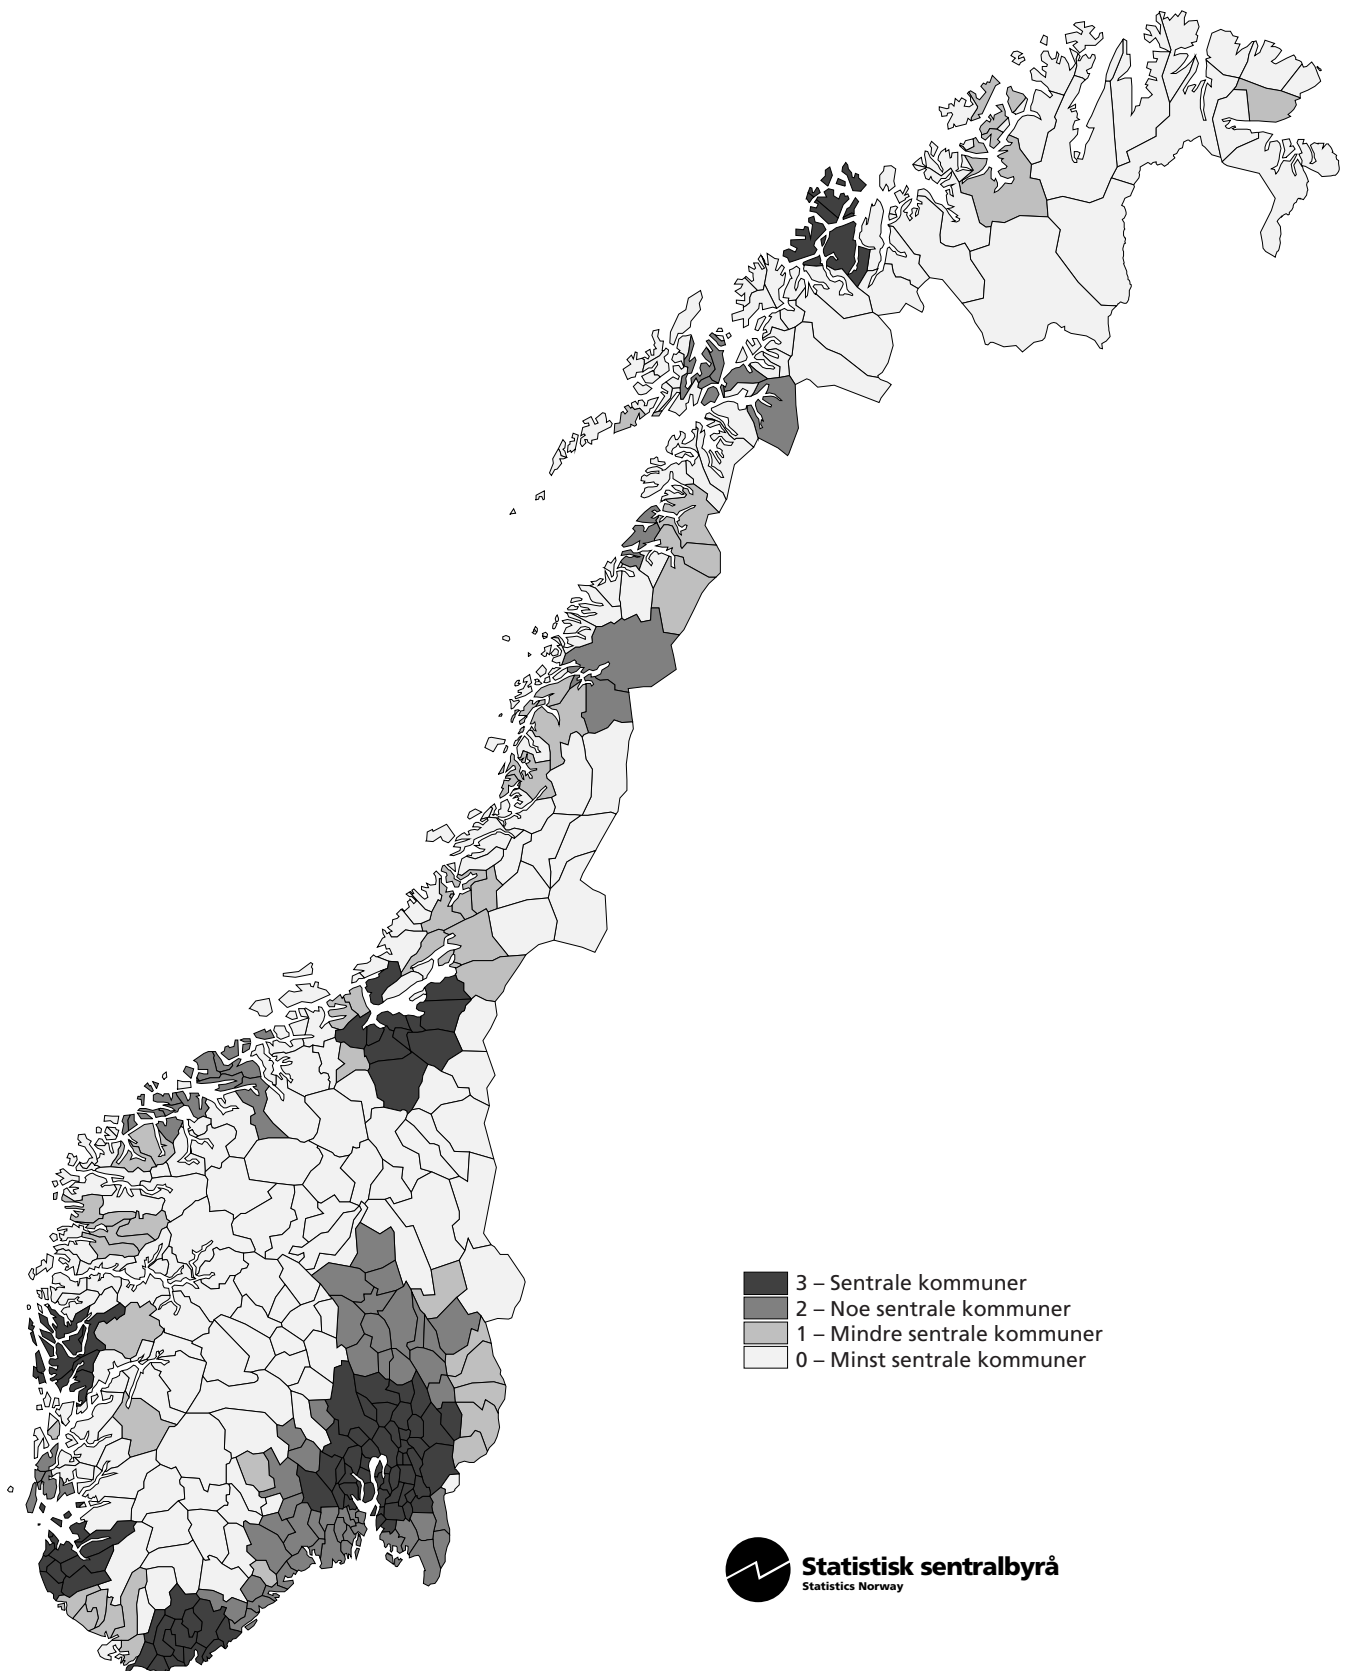 3 – Sentrale kommuner
2 – Noe sentrale kommuner
1 – Mindre sentrale kommuner
0 – Minst sentrale kommuner
Statistisk sentralbyrå
Statistics Norway